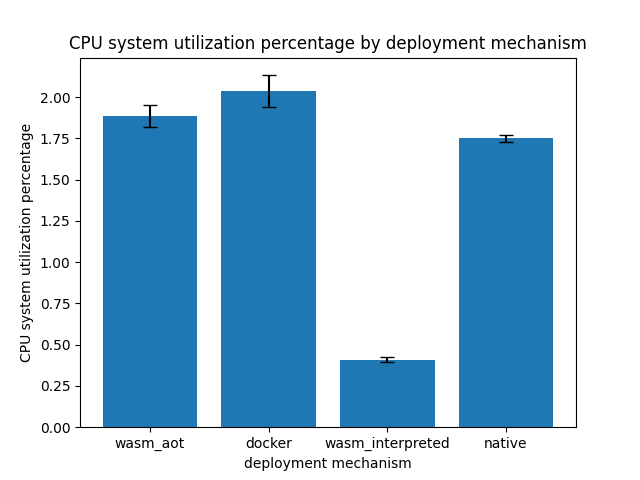 CPU system utilization percentage by deployment mechanism
CPU system utilization percentage
2.00
1.75
1.50
1.25
1.00
0.75
0.50
0.25
0.00
wasm_aot docker wasm_interpreted native
deployment mechanism